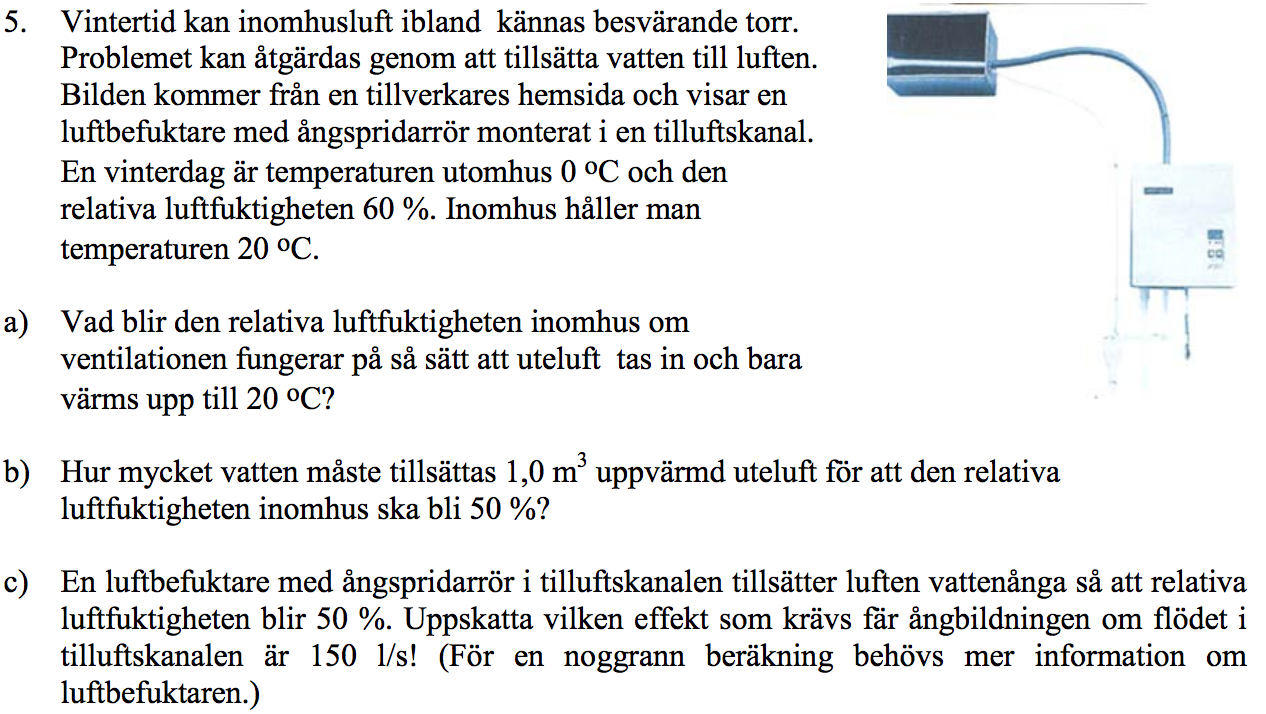 5. Vintertid kan inomhusluft ibland kännas besvärande torr.
Problemet kan åtgärdas genom att tillsätta vatten till luften.
Bilden kommer från en tillverkares hemsida och visar en
luftbefuktare med ångspridarrör monterat i en tilluftskanal.
En vinterdag är temperaturen utomhus 0 ºC och den
relativa luftfuktigheten 60 %. Inomhus håller man
temperaturen 20 ºC.
a) Vad blir den relativa luftfuktigheten inomhus om
ventilationen fungerar på så sätt att uteluft tas in och bara
värms upp till 20 ºC?
b) Hur mycket vatten måste tillsättas 1,0 m³ uppvärmd uteluft för att den relativa
luftfuktigheten inomhus ska bli 50 %?
c) En luftbefuktare med ångspridarrör i tilluftskanalen tillsätter luften vattenånga så att relativa
luftfuktigheten blir 50 %. Uppskatta vilken effekt som krävs fär ångbildningen om flödet i
tilluftskanalen är 150 l/s! (För en noggrann beräkning behövs mer information om
luftbefuktaren.)